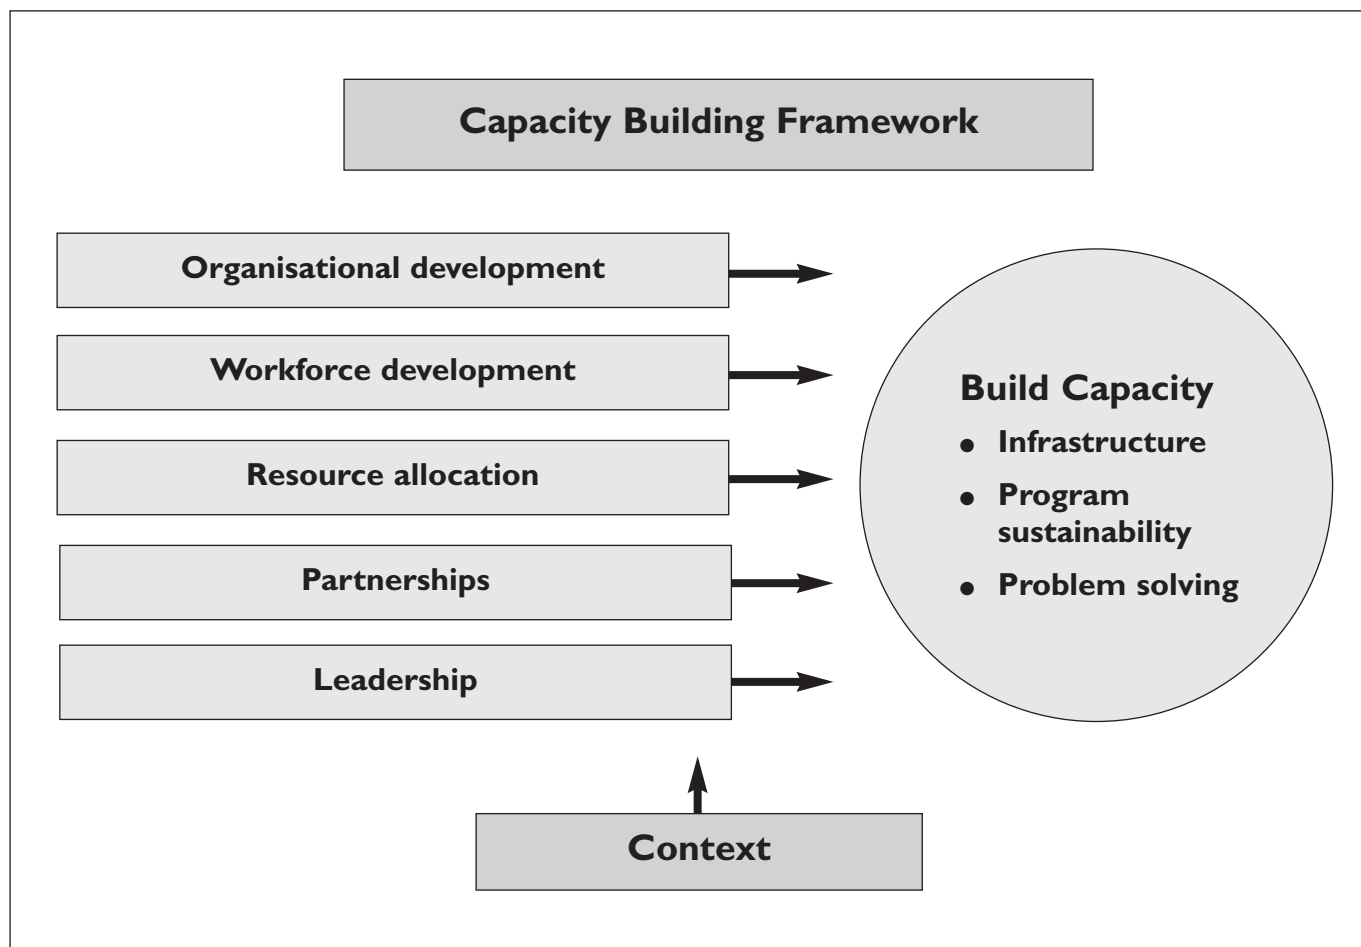 Capacity Building Framework
Organisational development
Workforce development
Resource allocation
Partnerships
Leadership
Build Capacity
● Infrastructure
● Program
sustainability
● Problem solving
Context